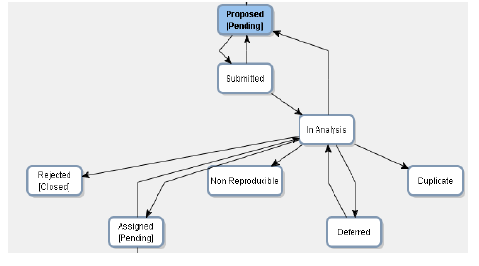 Proposed
[Pending]
Submitted
In Analysis
Rejected
[Closed]
Non Reproducible
Duplicate
Assigned
[Pending]
Deferred